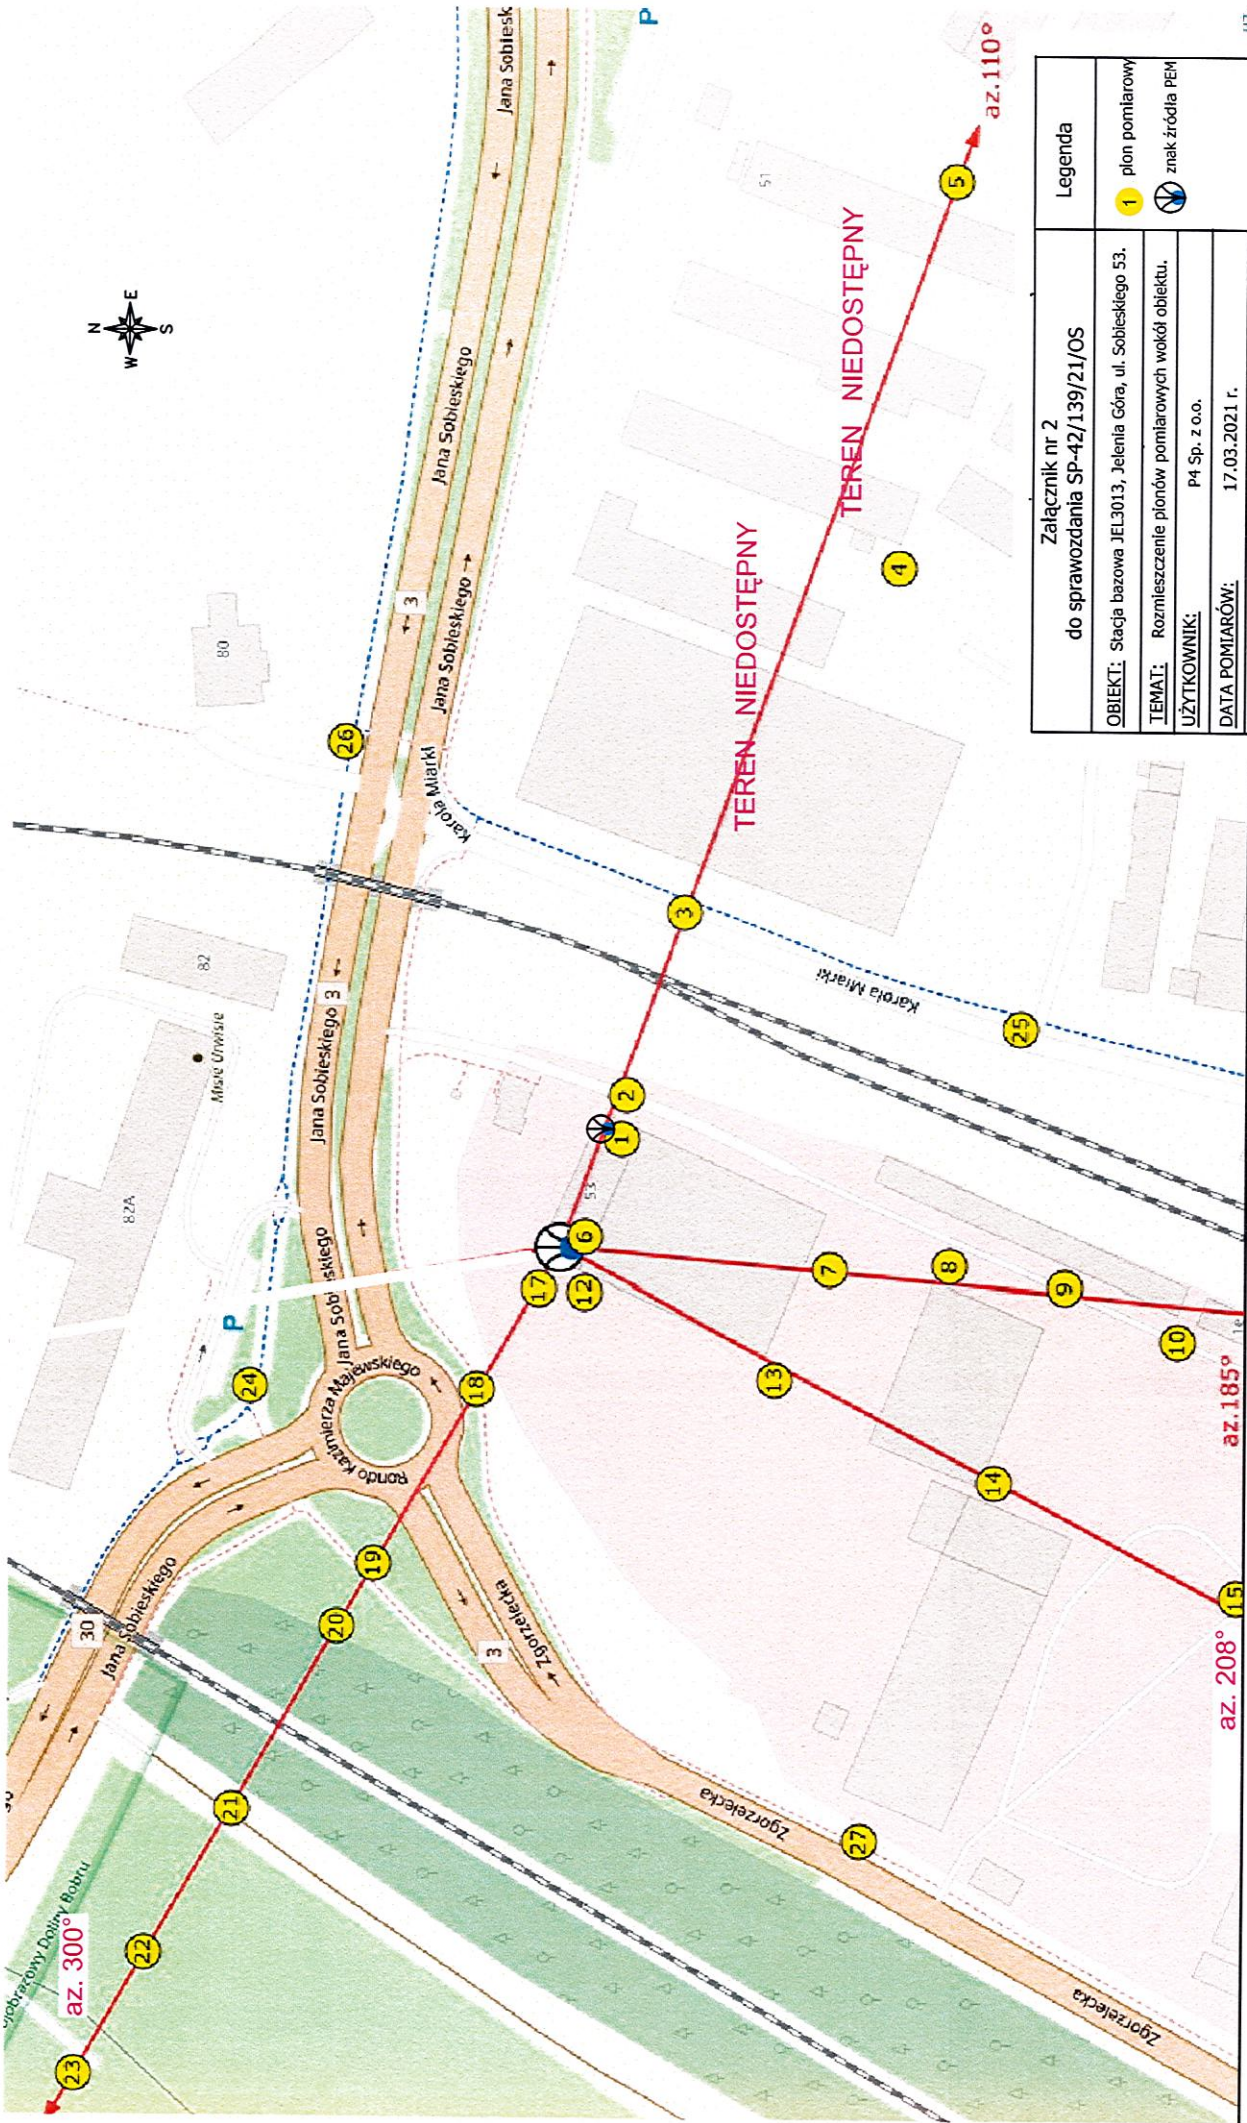 N
W E
S
Jana Sobiesk
P
80
26
3
Jana Sobieskiego
Jana Sobieskiego
Karola Miarki
82
Misie Urwisie
82A
Jana Sobieskiego
3
Jana Sobieskiego
P
24
Rondo Kazimierza Majewskiego
30
Jana Sobieskiego
19
20
18
17
21
22
23
az. 300°
Doliny Bobru
3
Zgorzelecka
Zgorzelecka
Zgorzelecka
27
53
1
2
3
6
12
7
8
9
10
13
14
15
az.185°
az. 208°
Karola Miarki
25
TEREN NIEDOSTĘPNY
TEREN NIEDOSTĘPNY
4
51
5
az.110°
Załącznik nr 2
do sprawozdania SP-42/139/21/OS
OBIEKT: Stacja bazowa JEL3013, Jelenia Góra, ul. Sobieskiego 53.
TEMAT: Rozmieszczenie pionów pomiarowych wokół obiektu.
UŻYTKOWNIK: P4 Sp. z o.o.
DATA POMIARÓW: 17.03.2021 r.
Legenda
1 pion pomiarowy
znak źródła PEM